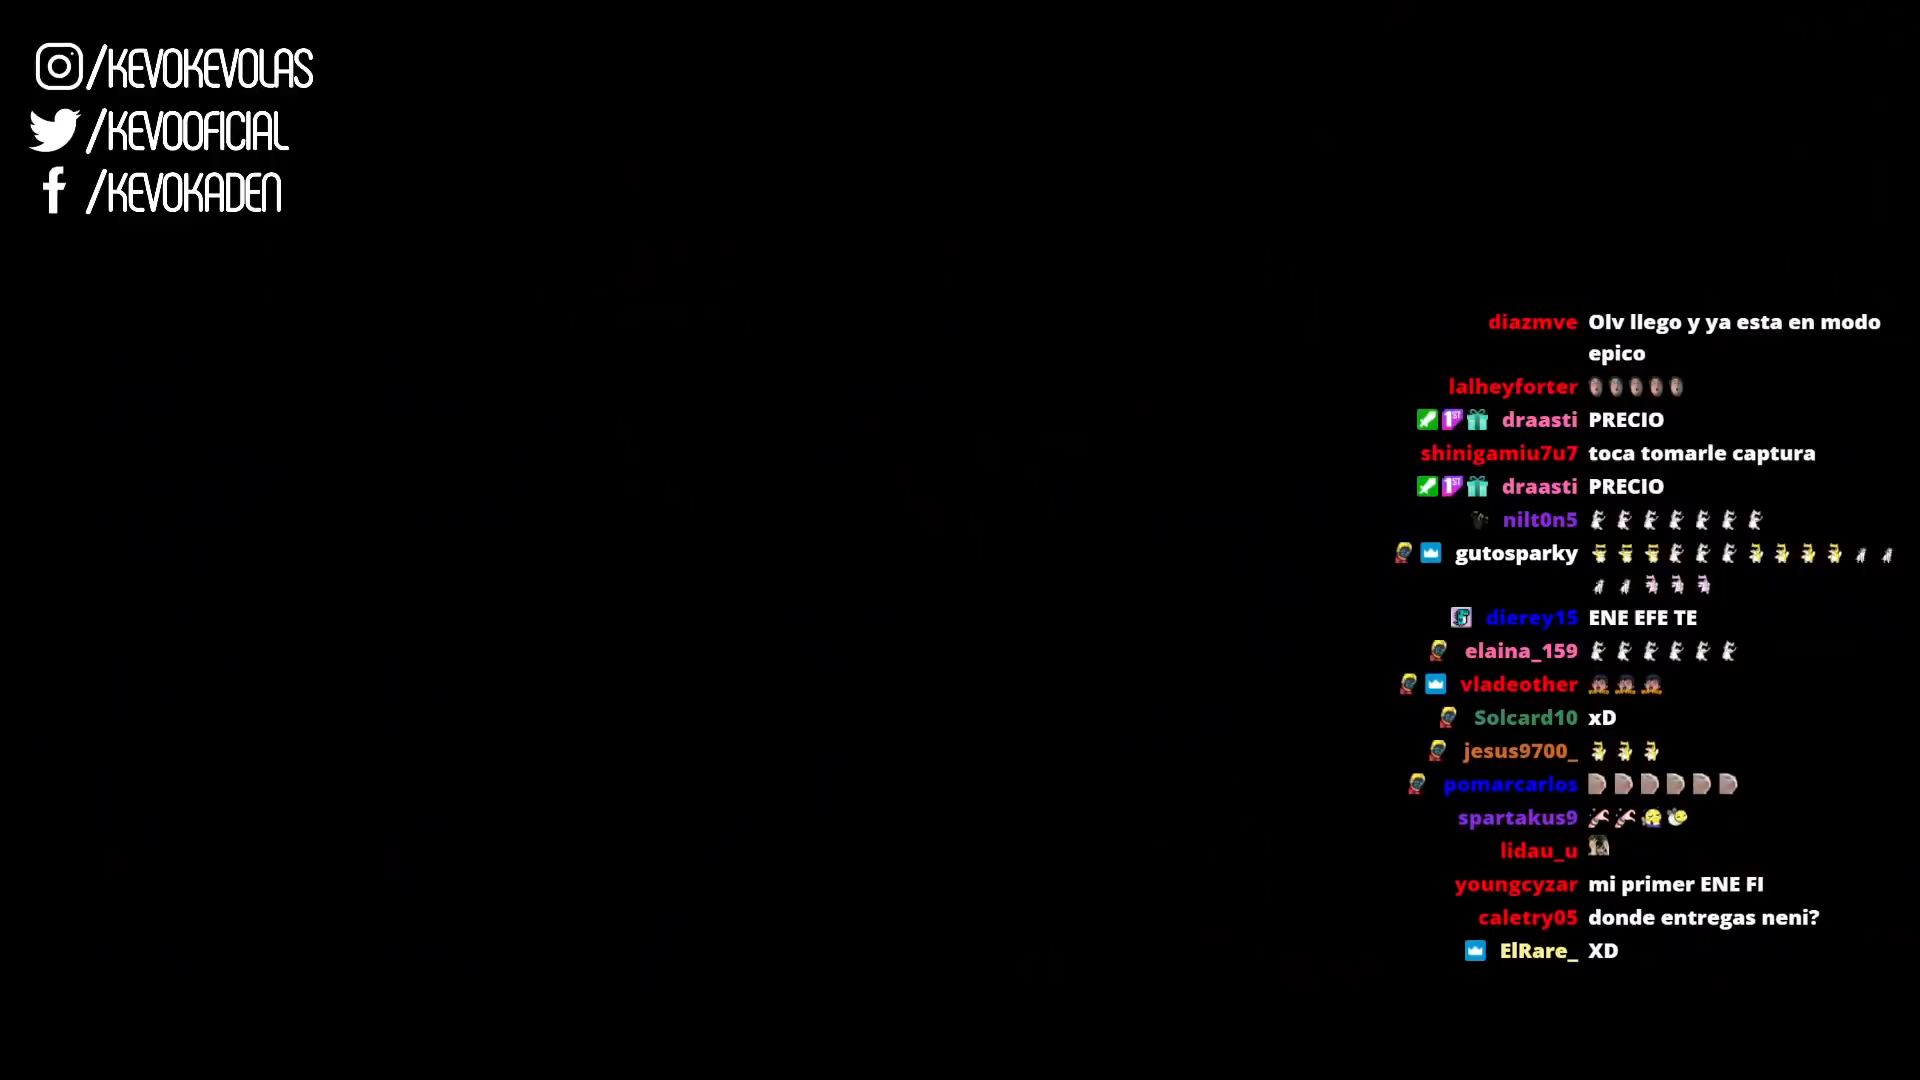 /KEVOKEVOLAS
/KEVOOFICIAL
/KEVOKADEN
diazmve Olv llego y ya esta en modo
epico
lalheyforter
1ST draasti PRECIO
shinigamiu7u7 toca tomarle captura
1ST draasti PRECIO
nilt0n5
gutosparky
dierey15 ENE EFE TE
elaina_159
vladeother
Solcard10 xD
jesus9700_
pomarcarlos
spartakus9
lidau_u
youngcyzar mi primer ENE FI
caletry05 donde entregas neni?
ElRare_ XD